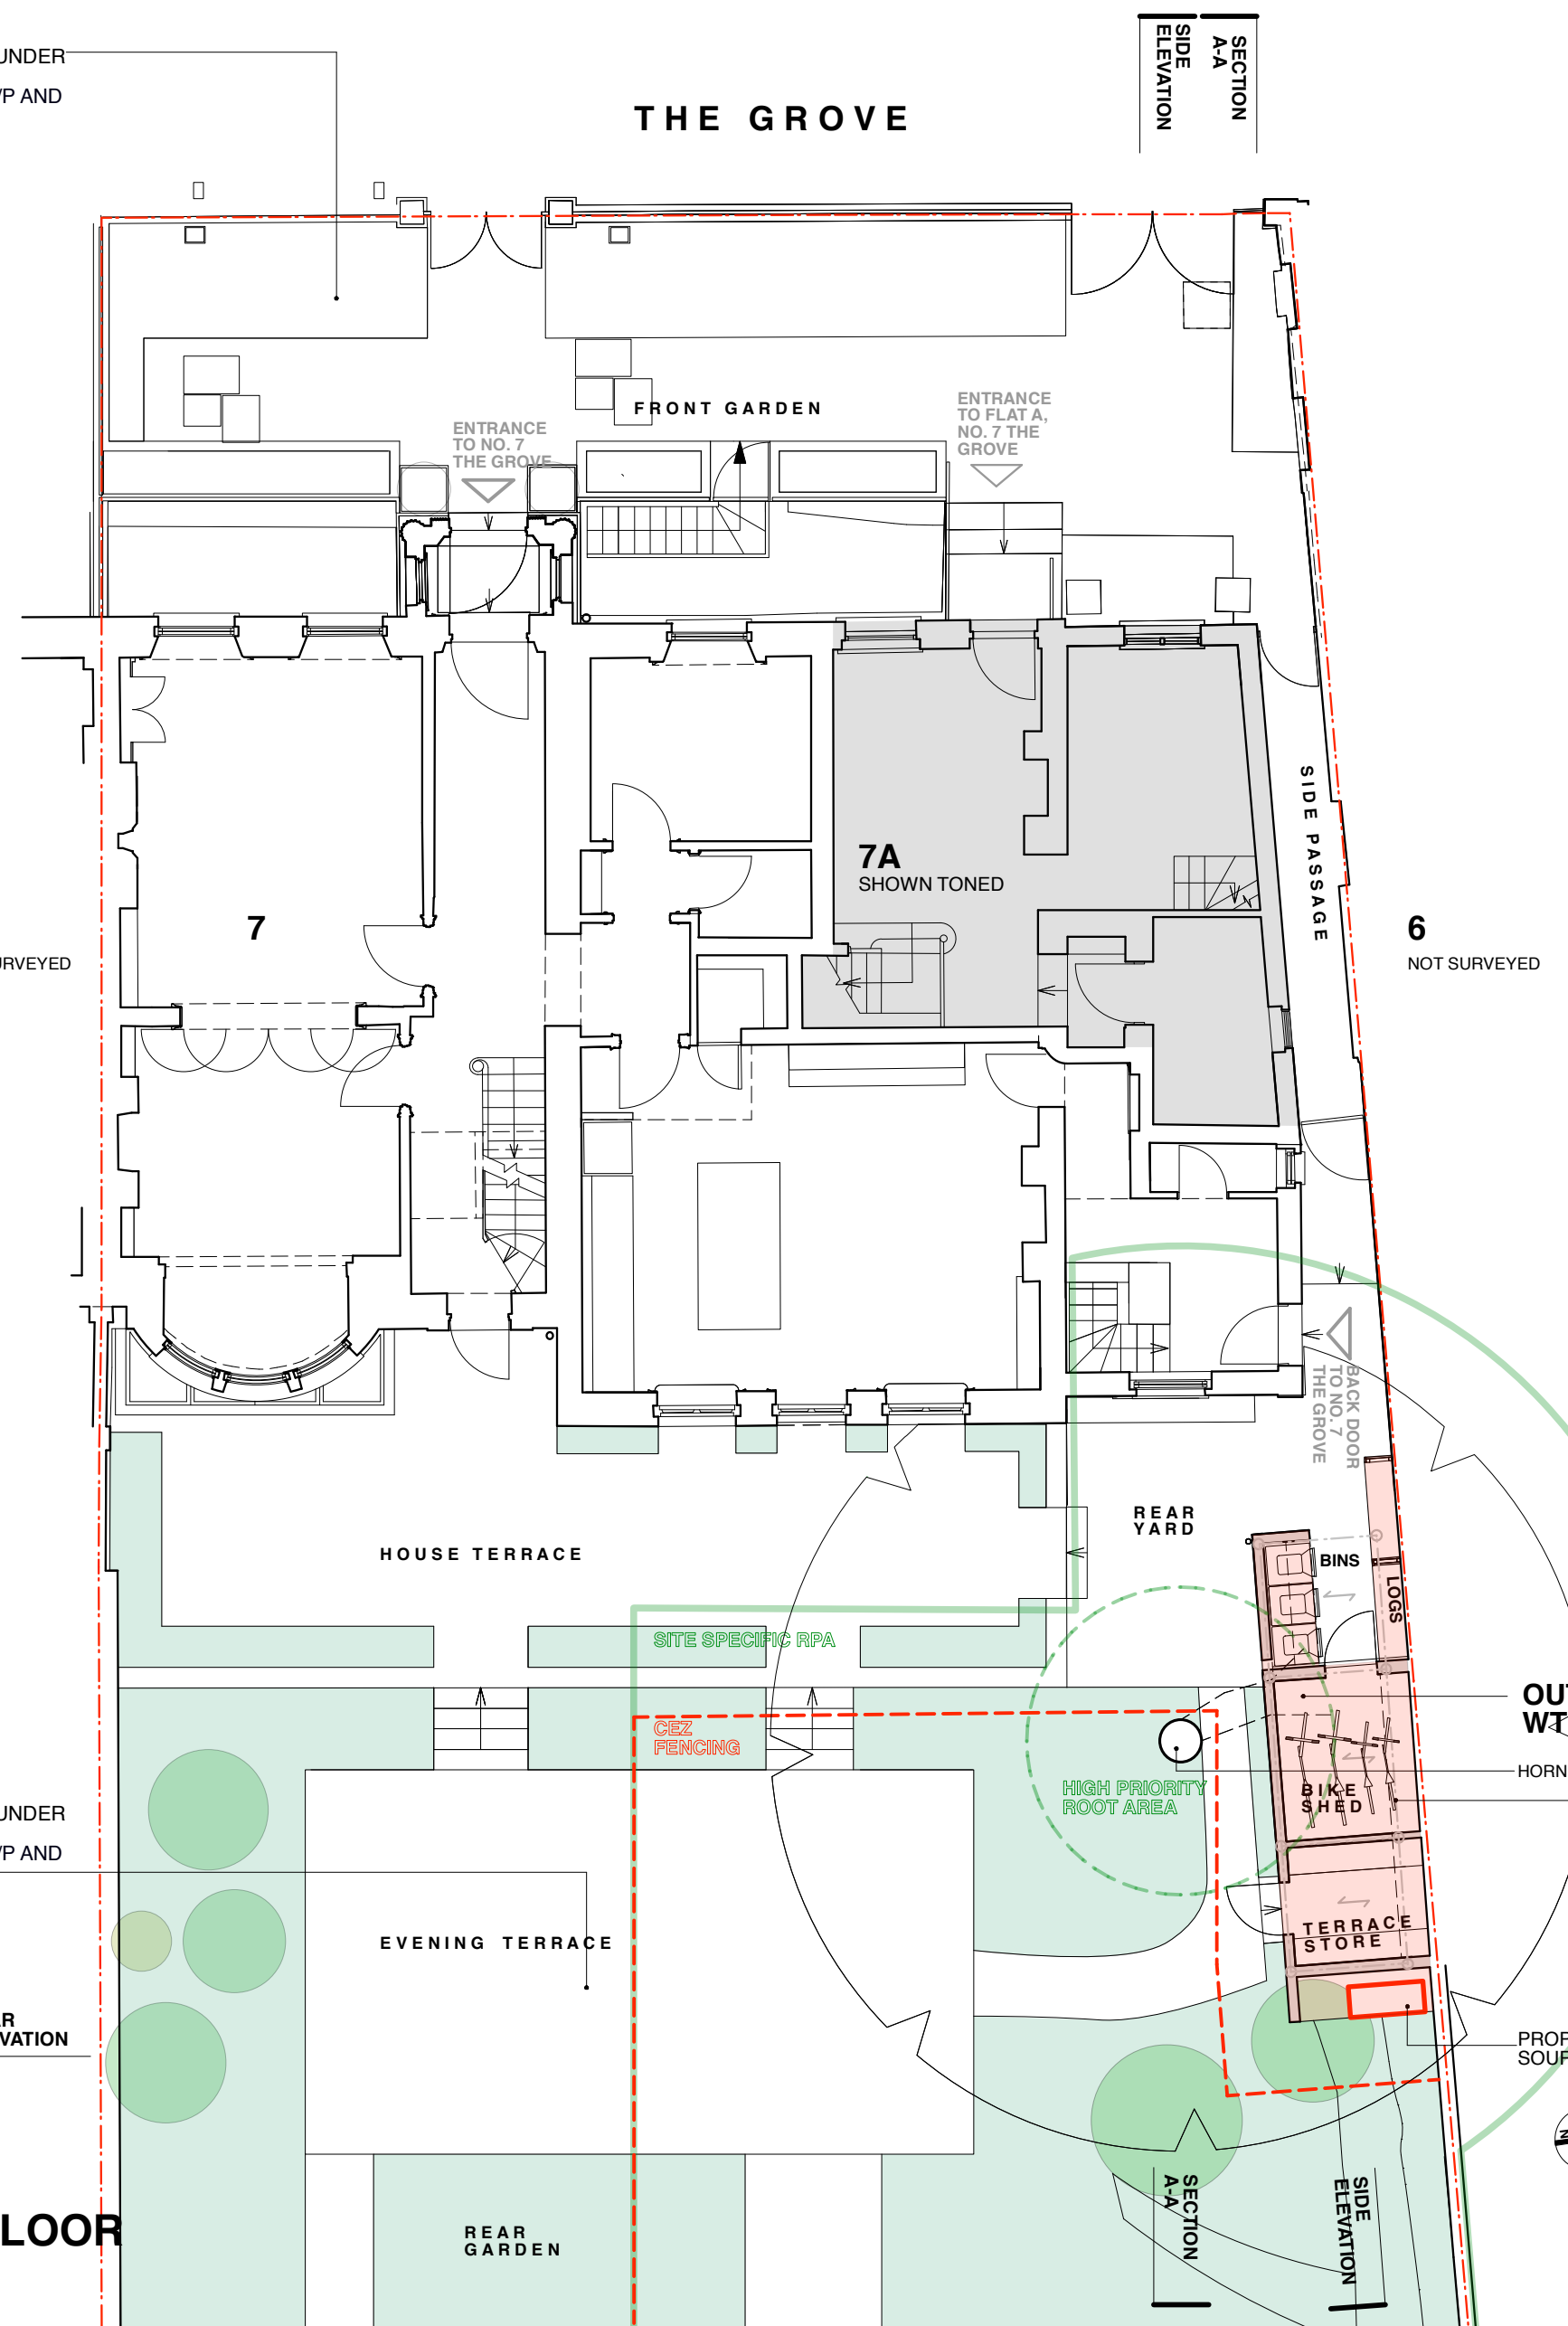 UNDER
/P AND
SIDE
ELEVATION
SECTION
A-A
THE GROVE
FRONT GARDEN
ENTRANCE
TO NO. 7
THE GROVE
ENTRANCE
TO FLAT A,
NO. 7 THE
GROVE
7A
SHOWN TONED
7
SIDE PASSAGE
6
NOT SURVEYED
URVEYED
BACK DOOR
TO NO. 7
THE GROVE
REAR
YARD
HOUSE TERRACE
BINS
LOGS
SITE SPECIFIC RPA
CEZ
FENCING
OUT
WT
HORN
HIGH PRIORITY
ROOT AREA
BIKE
SHED
UNDER
/P AND
TERRACE
STORE
EVENING TERRACE
R
VATION
PROP
SOUR
N
SECTION
A-A
SIDE
ELEVATION
LOOR
REAR
GARDEN